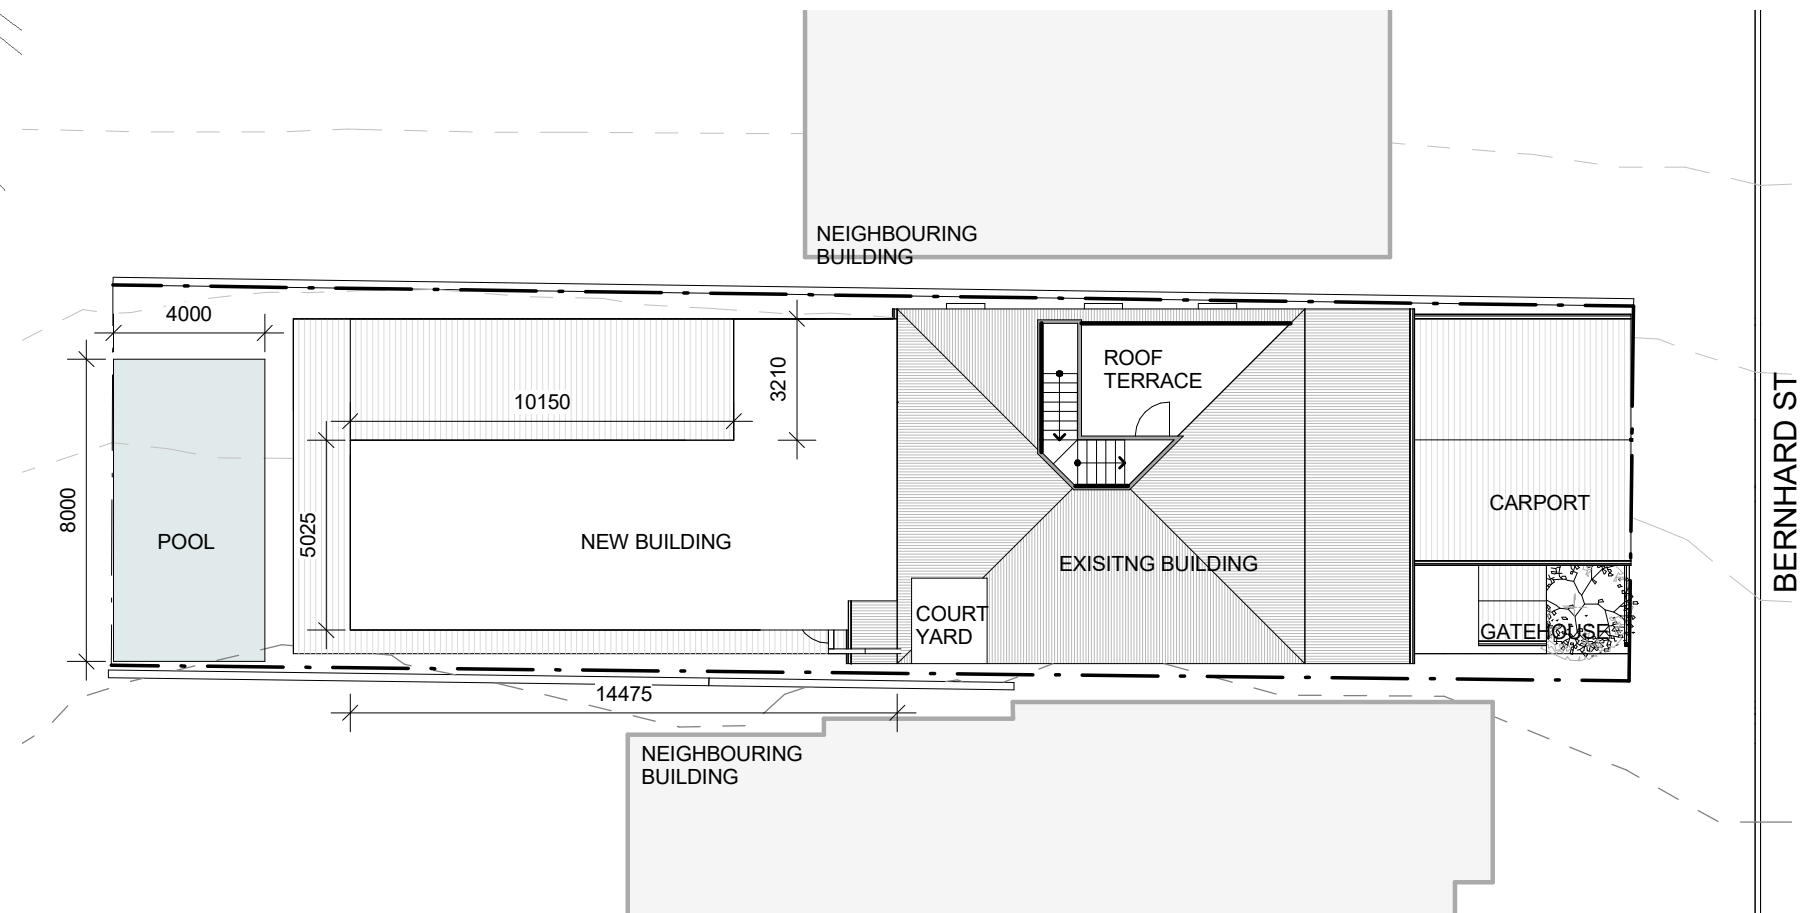 NEIGHBOURING
BUILDING
4000
3210
ROOF
TERRACE
10150
BERNHARD ST
8000
5025
POOL
NEW BUILDING
CARPORT
EXISITNG BUILDING
COURT
YARD
GATEHOUSE
14475
NEIGHBOURING
BUILDING